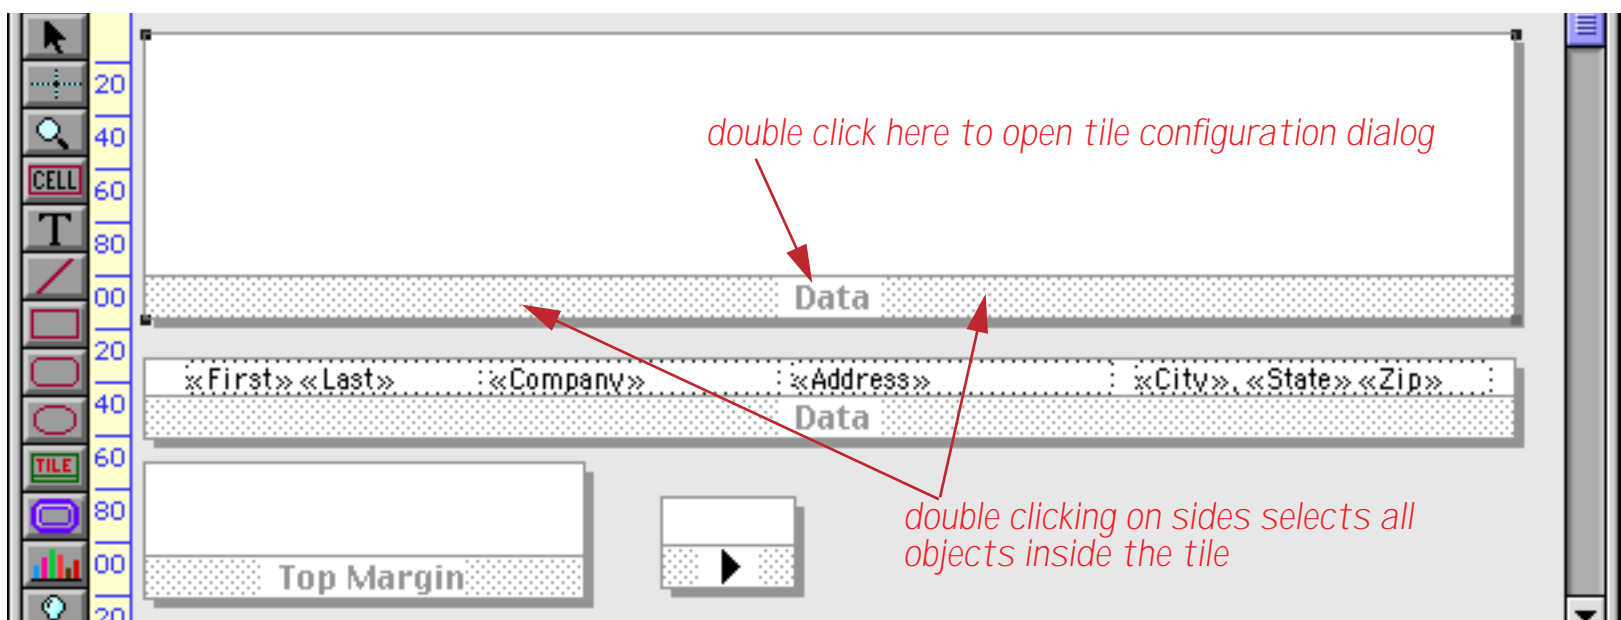 20
40
double click here to open tile configuration dialog
CELL
60
T
80
00
Data
20
«First» «Last» «Company» «Address» «City», «State» «Zip»
40
Data
60
TILE
80
double clicking on sides selects all
objects inside the tile
00
Top Margin
20